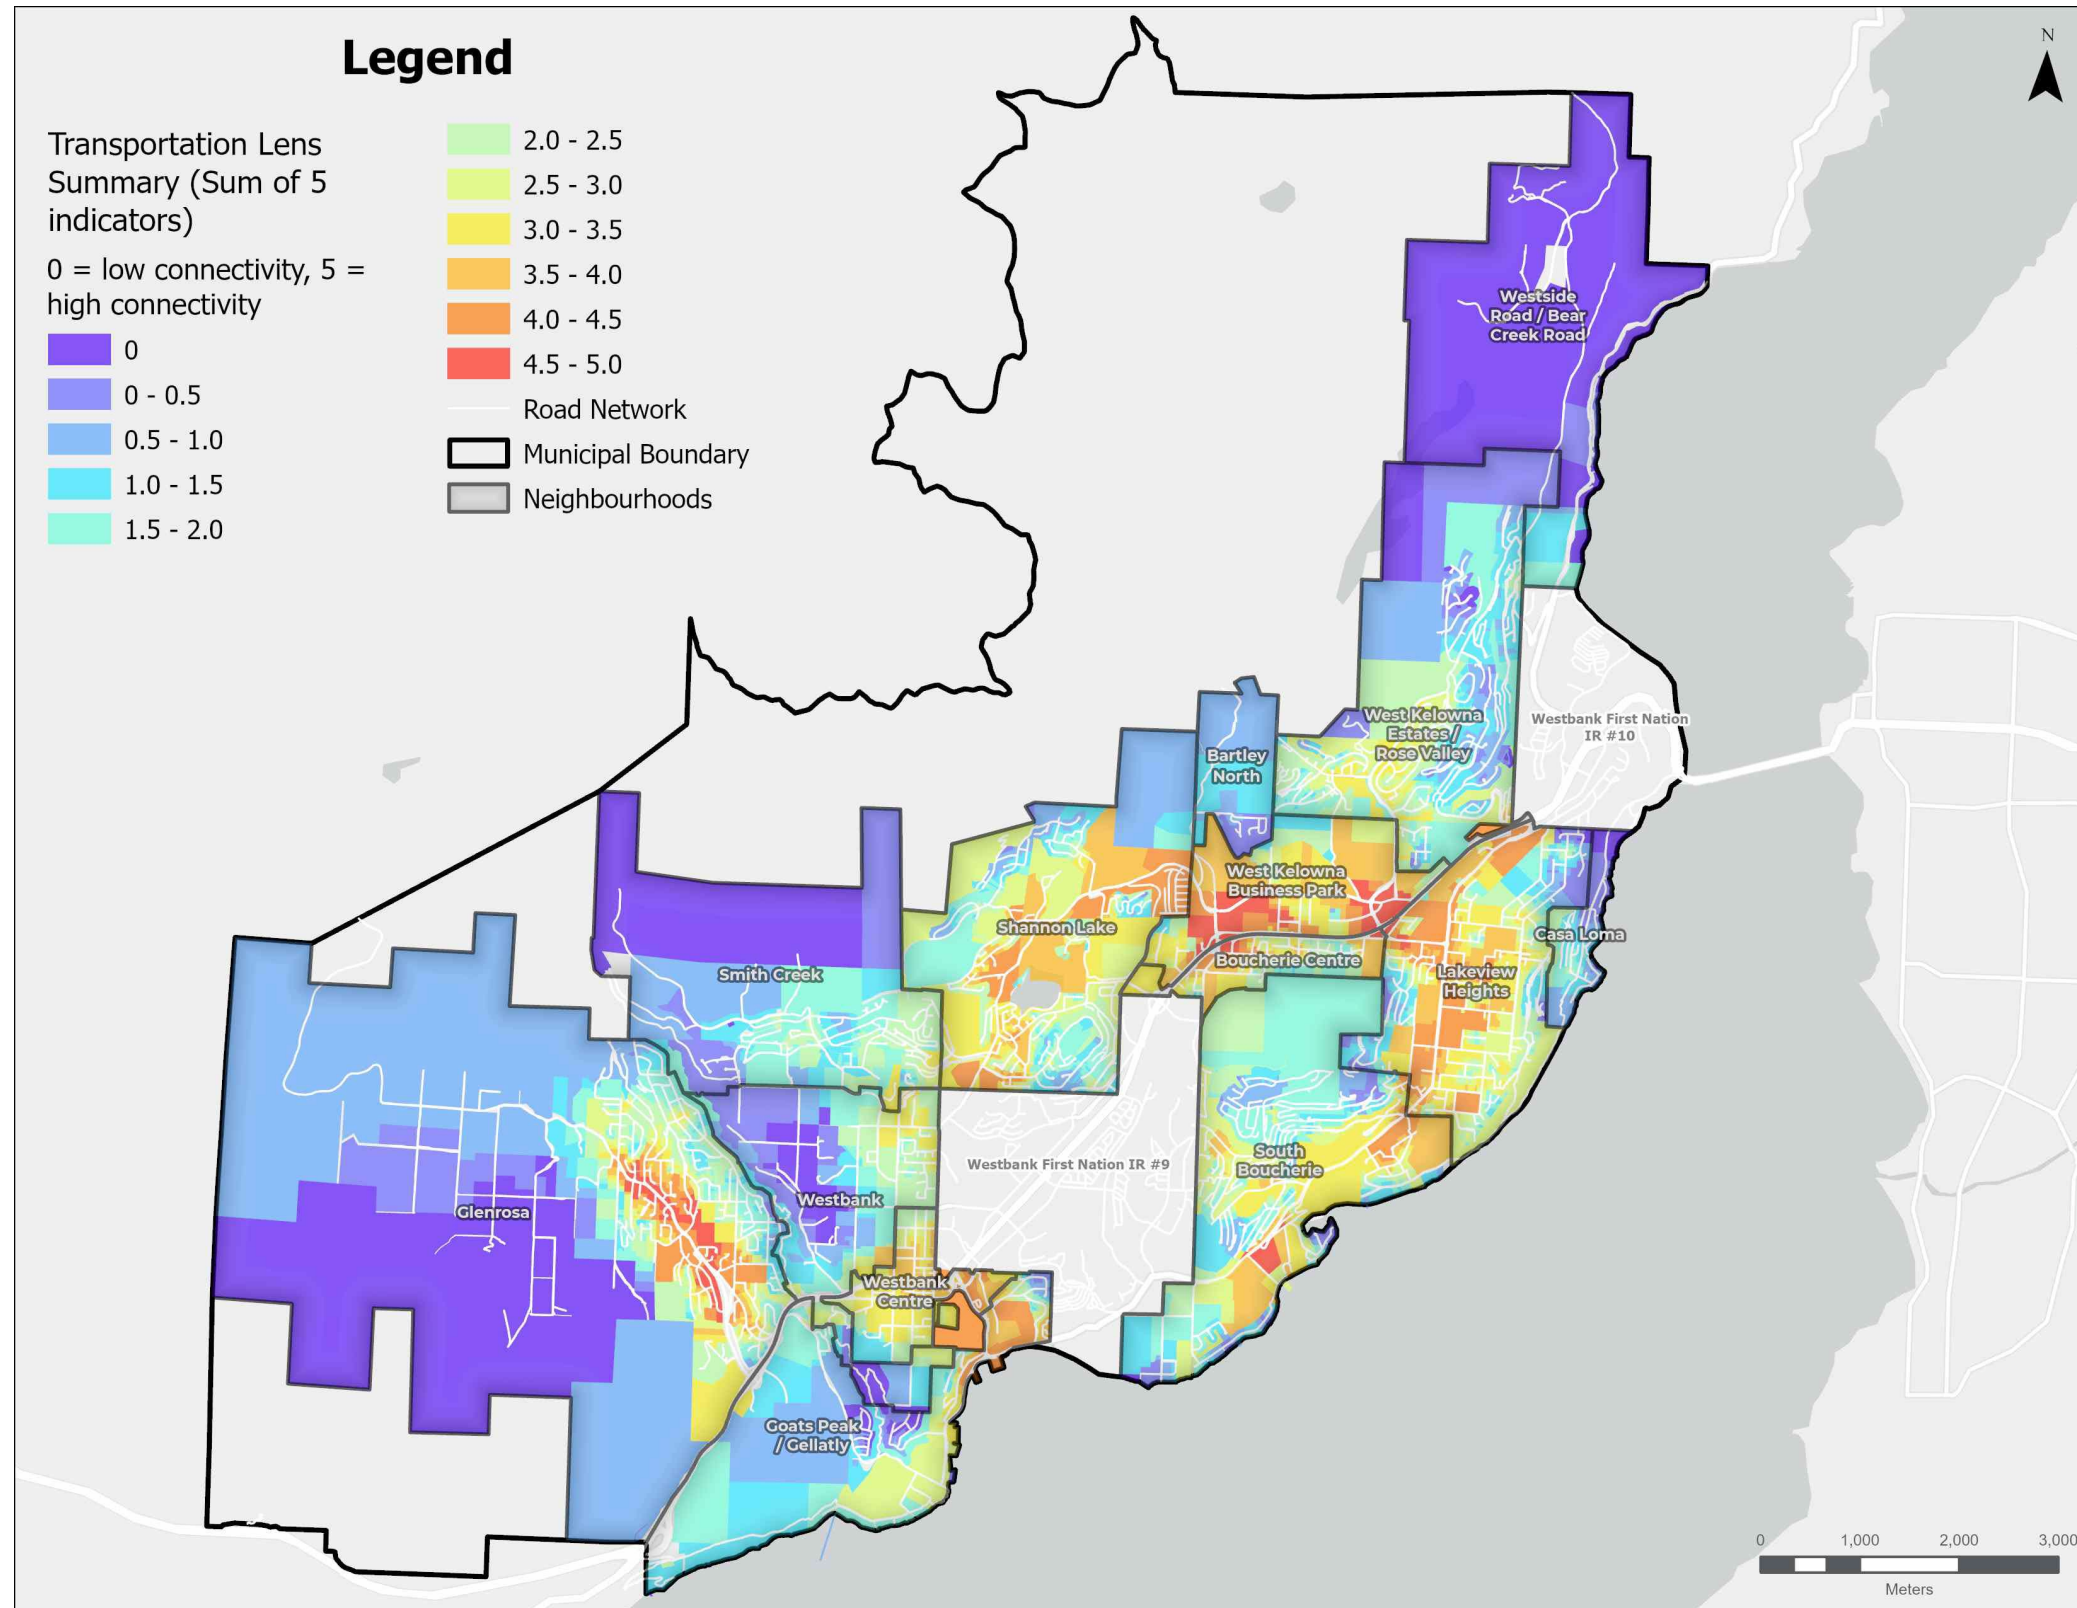 Legend
Transportation Lens
Summary (Sum of 5
indicators)
0 = low connectivity, 5 =
high connectivity
0
0 - 0.5
0.5 - 1.0
1.0 - 1.5
1.5 - 2.0
2.0 - 2.5
2.5 - 3.0
3.0 - 3.5
3.5 - 4.0
4.0 - 4.5
4.5 - 5.0
Road Network
Municipal Boundary
Neighbourhoods
N
Westside
Road / Bear
Creek Road
West Kelowna
Estates /
Rose Valley
Westbank First Nation
IR #10
Bartley
North
West Kelowna
Business Park
Shannon Lake
Boucherie Centre
Casa Loma
Lakeview
Heights
Smith Creek
South
Boucherie
Westbank First Nation IR #9
Westbank
Glenrosa
Westbank
Centre
Goats Peak
/ Gellatly
0 1,000 2,000 3,000
Meters